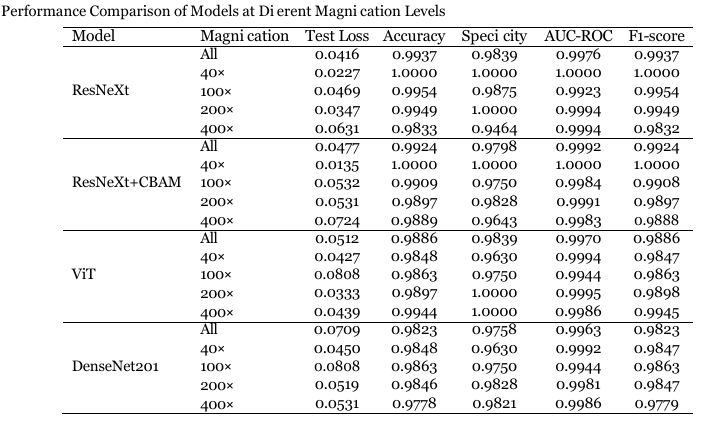 Performance Comparison of Models at Di erent Magni cation Levels
Model Magni cation Test Loss Accuracy Speci city AUC-ROC F1-score
All 0.0416 0.9937 0.9839 0.9976 0.9937
40× 0.0227 1.0000 1.0000 1.0000 1.0000
ResNeXt 100× 0.0469 0.9954 0.9875 0.9923 0.9954
200× 0.0347 0.9949 1.0000 0.9994 0.9949
400× 0.0631 0.9833 0.9464 0.9994 0.9832
All 0.0477 0.9924 0.9798 0.9992 0.9924
40× 0.0135 1.0000 1.0000 1.0000 1.0000
ResNeXt+CBAM 100× 0.0532 0.9909 0.9750 0.9984 0.9908
200× 0.0531 0.9897 0.9828 0.9991 0.9897
400× 0.0724 0.9889 0.9643 0.9983 0.9888
All 0.0512 0.9886 0.9839 0.9970 0.9886
40× 0.0427 0.9848 0.9630 0.9994 0.9847
ViT 100× 0.0808 0.9863 0.9750 0.9944 0.9863
200× 0.0333 0.9897 1.0000 0.9995 0.9898
400× 0.0439 0.9944 1.0000 0.9986 0.9945
All 0.0709 0.9823 0.9758 0.9963 0.9823
40× 0.0450 0.9848 0.9630 0.9992 0.9847
DenseNet201 100× 0.0808 0.9863 0.9750 0.9944 0.9863
200× 0.0519 0.9846 0.9828 0.9981 0.9847
400× 0.0531 0.9778 0.9821 0.9986 0.9779